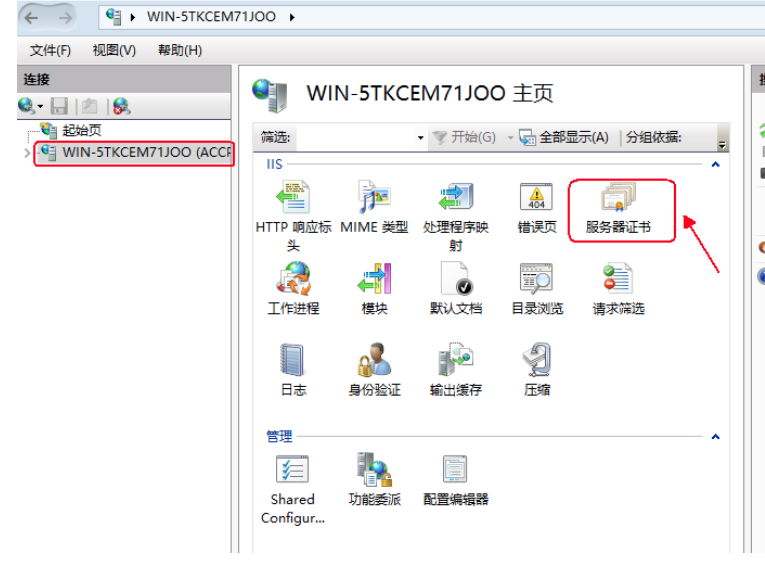 WIN-5TKCEM71JOO
文件(F) 视图(V) 帮助(H)
连接
起始页
WIN-5TKCEM71JOO (ACCF
WIN-5TKCEM71JOO 主页
筛选: 开始(G) 全部显示(A) 分组依据:
IIS
HTTP 响应标头
MIME 类型
处理程序映射
错误页
服务器证书
工作进程
模块
默认文档
目录浏览
请求筛选
日志
身份验证
输出缓存
压缩
管理
Shared Configur...
功能委派
配置编辑器
404